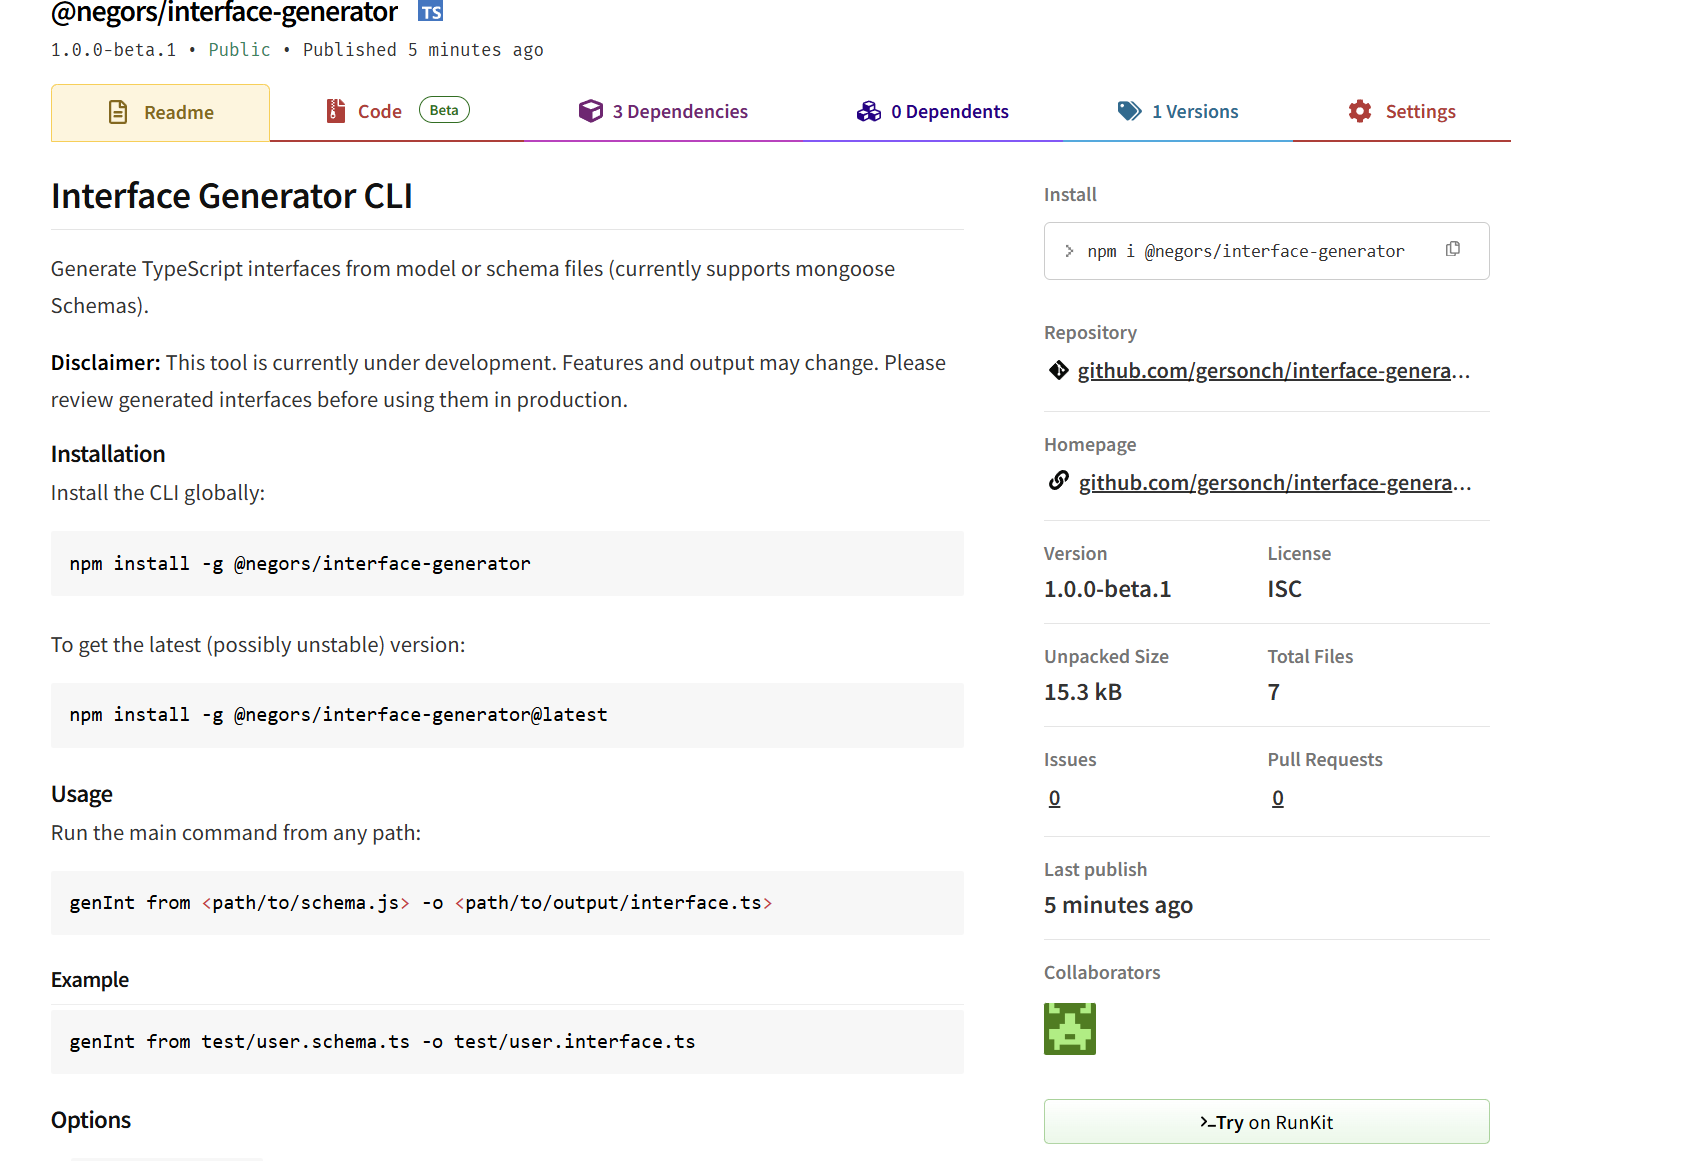 @negors/interface-generator TS
1.0.0-beta.1 • Public • Published 5 minutes ago
Readme
Code Beta
3 Dependencies
0 Dependents
1 Versions
Settings
Interface Generator CLI
Generate TypeScript interfaces from model or schema files (currently supports mongoose
Schemas).
Disclaimer: This tool is currently under development. Features and output may change. Please
review generated interfaces before using them in production.
Installation
Install the CLI globally:
npm install -g @negors/interface-generator
To get the latest (possibly unstable) version:
npm install -g @negors/interface-generator@latest
Usage
Run the main command from any path:
genInt from <path/to/schema.js> -o <path/to/output/interface.ts>
Example
genInt from test/user.schema.ts -o test/user.interface.ts
Options
Install
> npm i @negors/interface-generator
Repository
github.com/gersonch/interface-genera...
Homepage
github.com/gersonch/interface-genera...
Version
1.0.0-beta.1
License
ISC
Unpacked Size
15.3 kB
Total Files
7
Issues
0
Pull Requests
0
Last publish
5 minutes ago
Collaborators
>_Try on RunKit